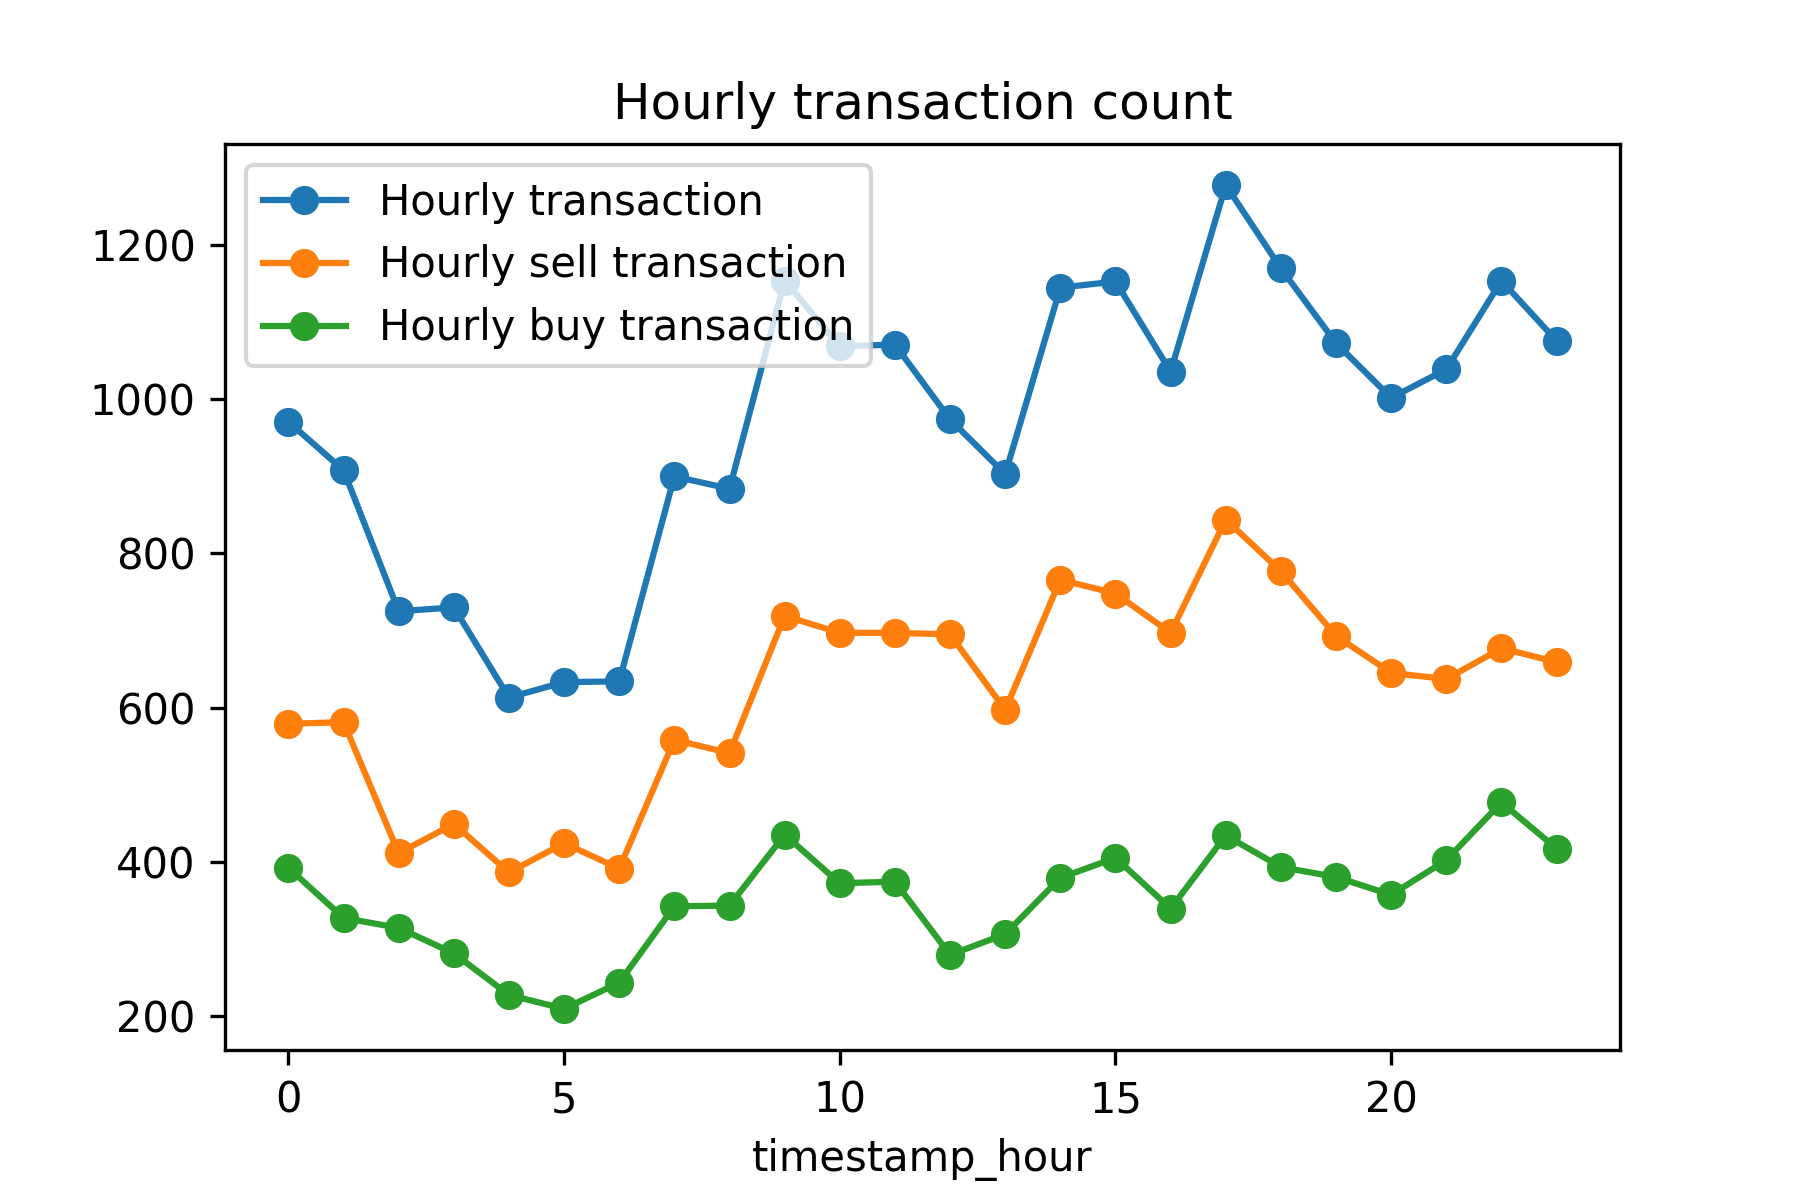 Hourly transaction count
Hourly transaction
Hourly sell transaction
Hourly buy transaction
1200
1000
800
600
400
200
0 5 10 15 20
timestamp_hour